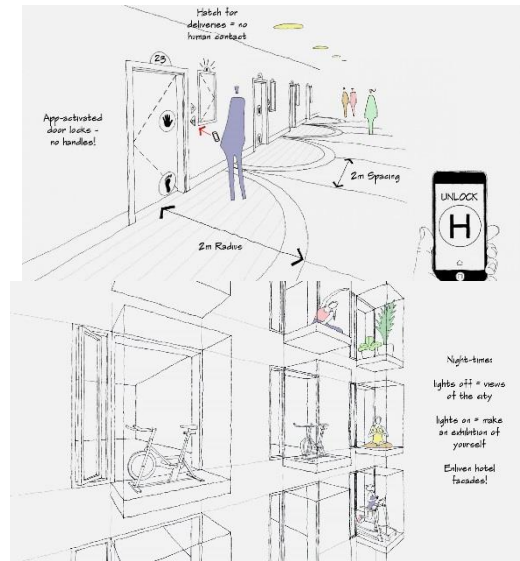 Hatch for
deliveries = no
human contact
23
App-activated
door locks -
no handles!
2m Spacing
UNLOCK
H
2m Radius
Night-time:
lights off = views
of the city
lights on = make
an exhibition of
yourself
Enliven hotel
facades!